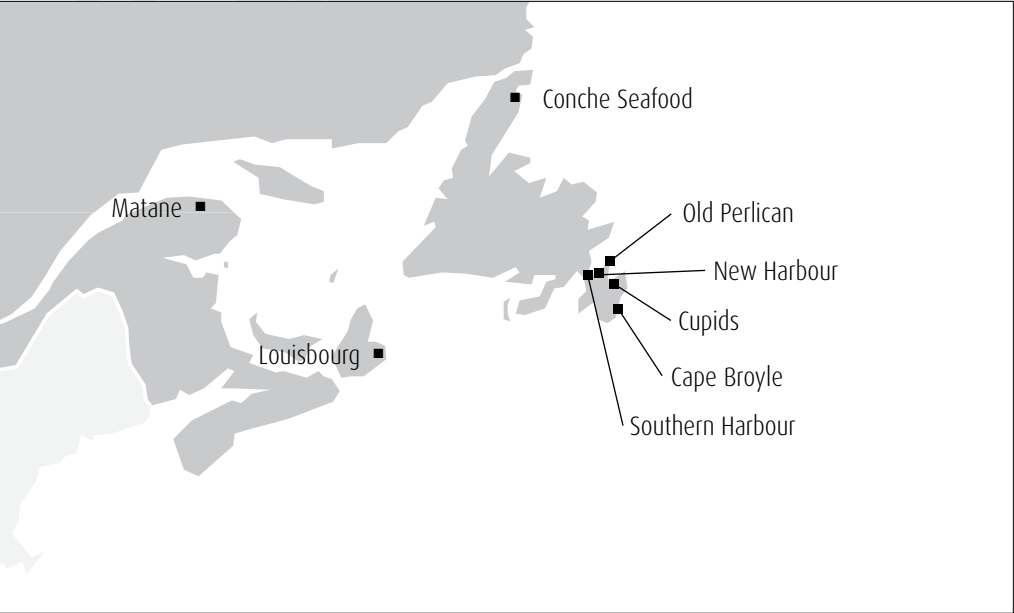 Conche Seafood
Matane
Old Perlican
New Harbour
Cupids
Louisbourg
Cape Broyle
Southern Harbour